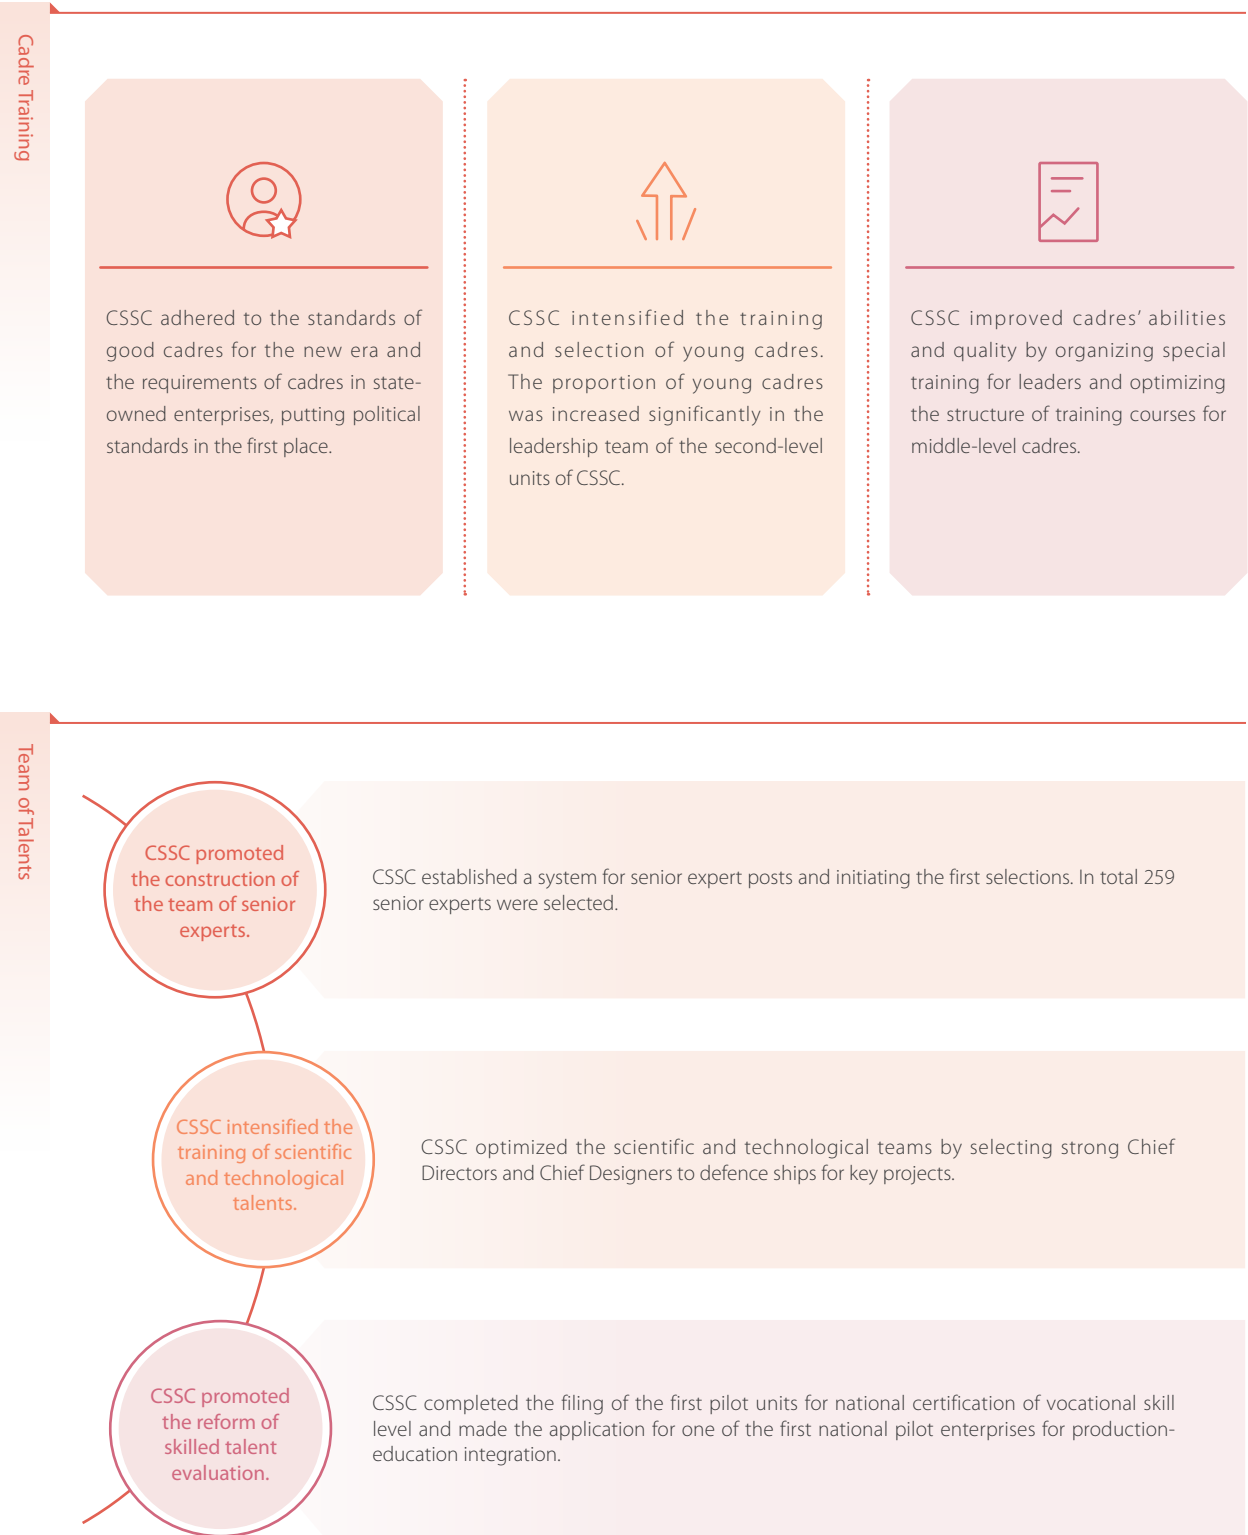 Cadre Training
CSSC adhered to the standards of
good cadres for the new era and
the requirements of cadres in state-
owned enterprises, putting political
standards in the first place.
CSSC intensified the training
and selection of young cadres.
The proportion of young cadres
was increased significantly in the
leadership team of the second-level
units of CSSC.
CSSC improved cadres’ abilities
and quality by organizing special
training for leaders and optimizing
the structure of training courses for
middle-level cadres.
Team of Talents
CSSC promoted
the construction of
the team of senior
experts.
CSSC established a system for senior expert posts and initiating the first selections. In total 259
senior experts were selected.
CSSC intensified the
training of scientific
and technological
talents.
CSSC optimized the scientific and technological teams by selecting strong Chief
Directors and Chief Designers to defence ships for key projects.
CSSC promoted
the reform of
skilled talent
evaluation.
CSSC completed the filing of the first pilot units for national certification of vocational skill
level and made the application for one of the first national pilot enterprises for production-
education integration.